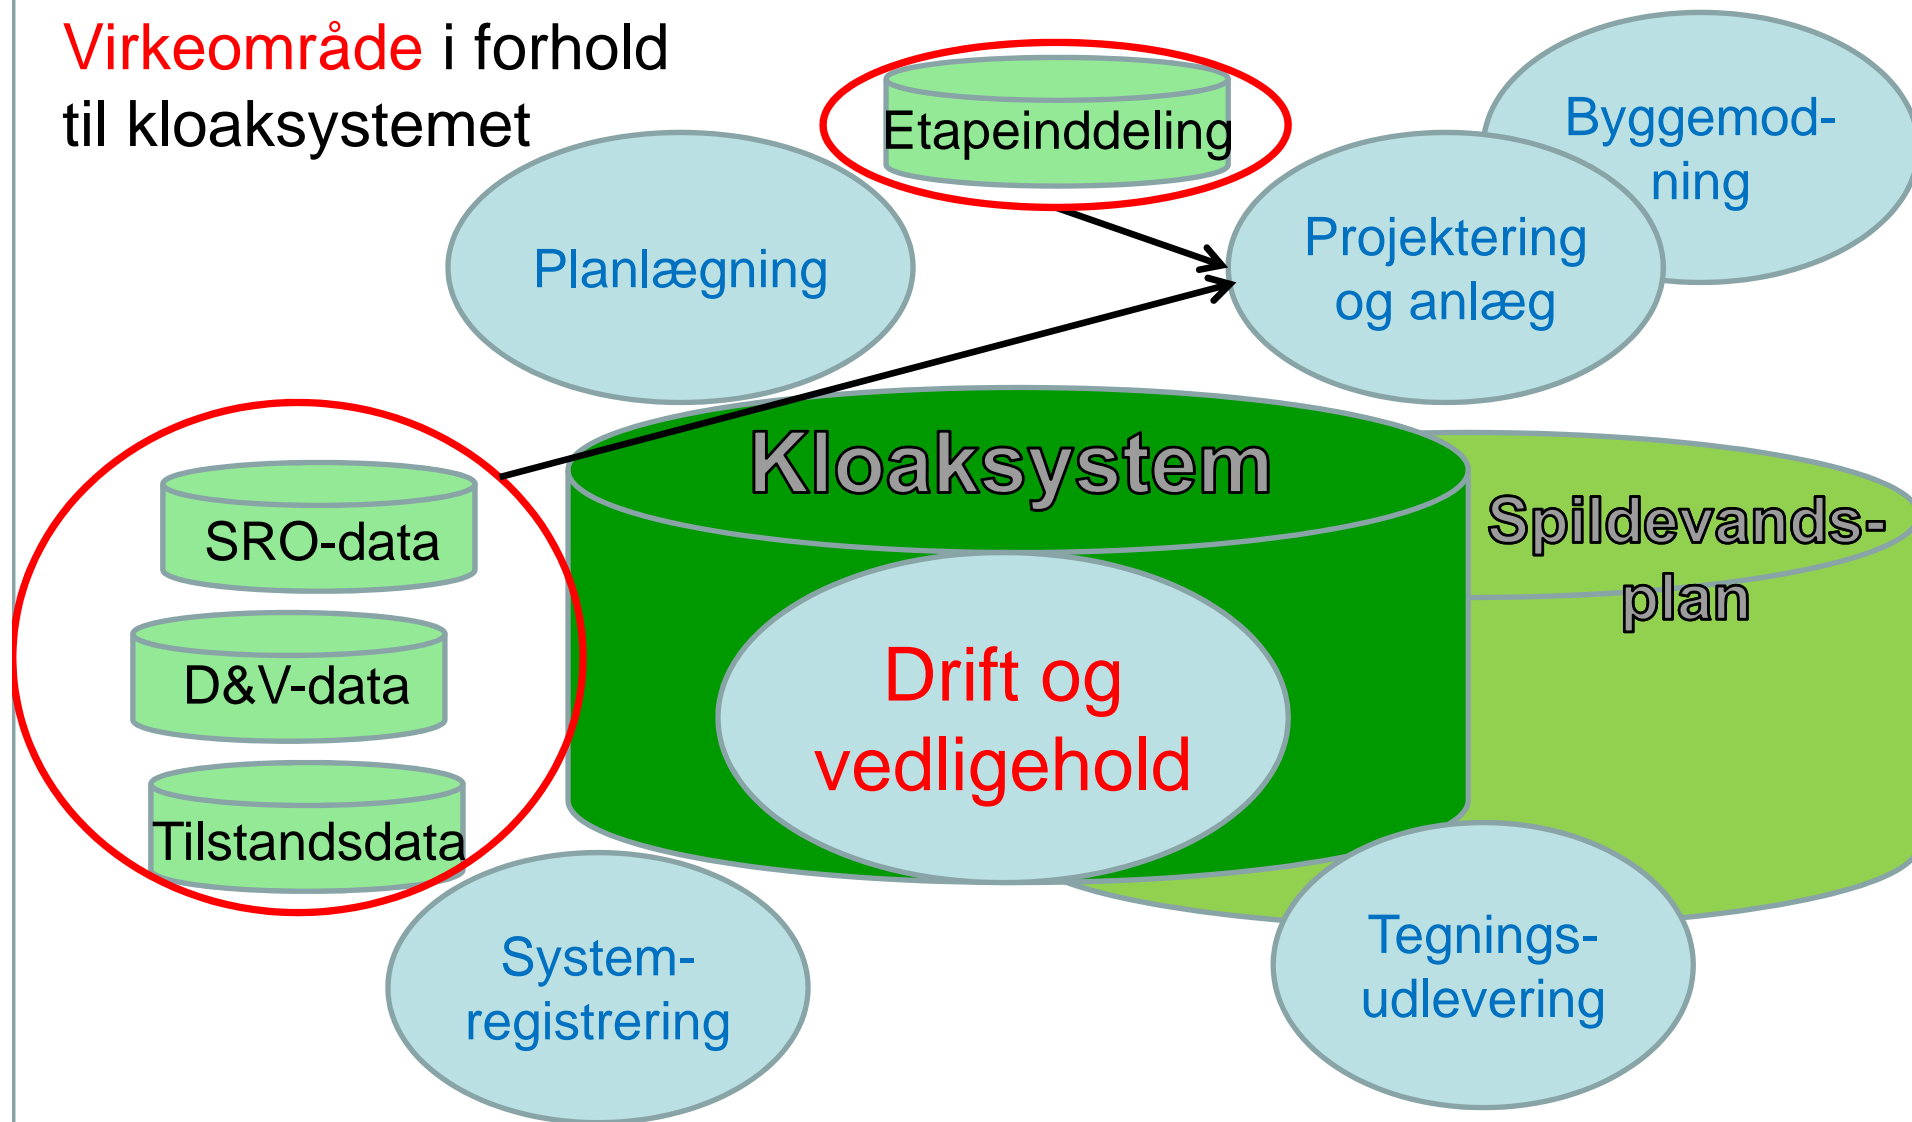 Virkeområde i forhold
til kloaksystemet
Etapeinddeling
Byggemod-
ning
Planlægning
Projektering
og anlæg
Kloaksystem
Spildevands-
plan
SRO-data
D&V-data
Tilstandsdata
Drift og
vedligehold
System-
registrering
Tegnings-
udlevering